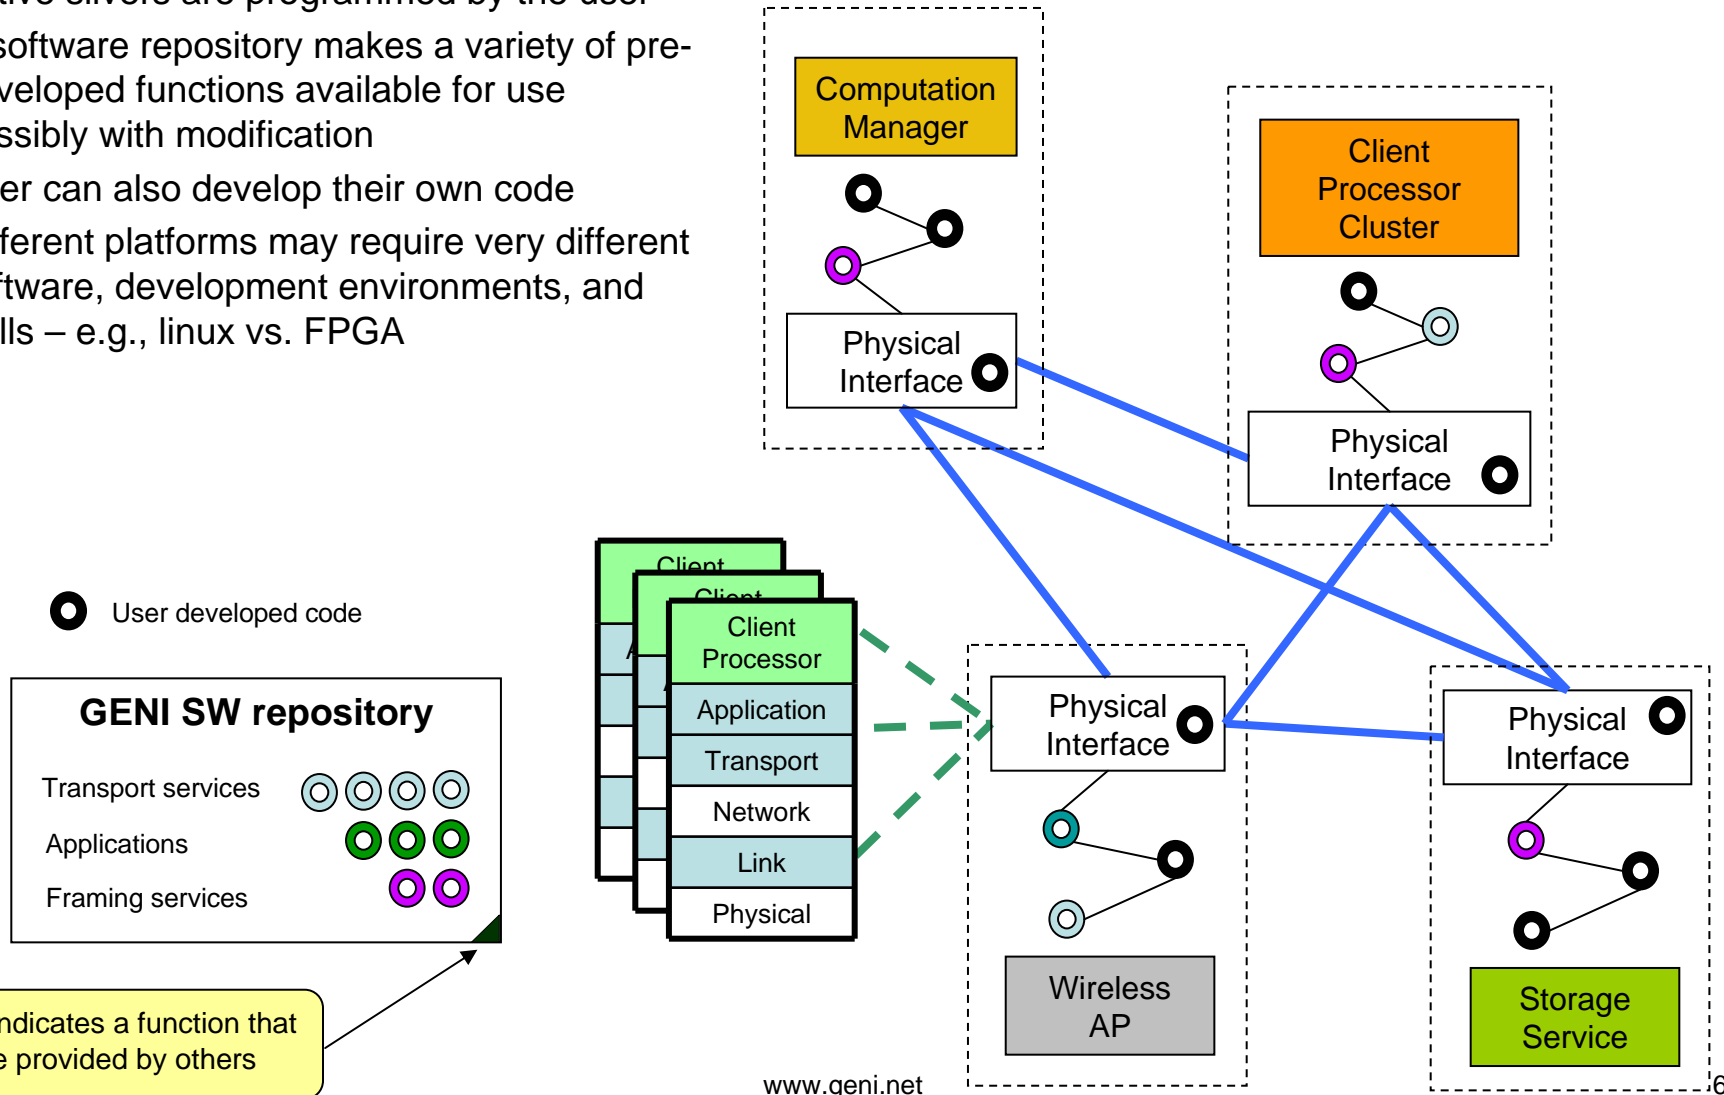 software repository makes a variety of pre-
veloped functions available for use
ssibly with modification
er can also develop their own code
ferent platforms may require very different
ftware, development environments, and
lls – e.g., linux vs. FPGA
Computation
Manager
Client
Processor
Cluster
Physical
Interface
Physical
Interface
User developed code
GENI SW repository
Transport services
Applications
Framing services
ndicates a function that
e provided by others
Client
Client
Client
Processor
Application
Transport
Network
Link
Physical
Physical
Interface
Wireless
AP
Physical
Interface
Storage
Service
www.geni.net
6